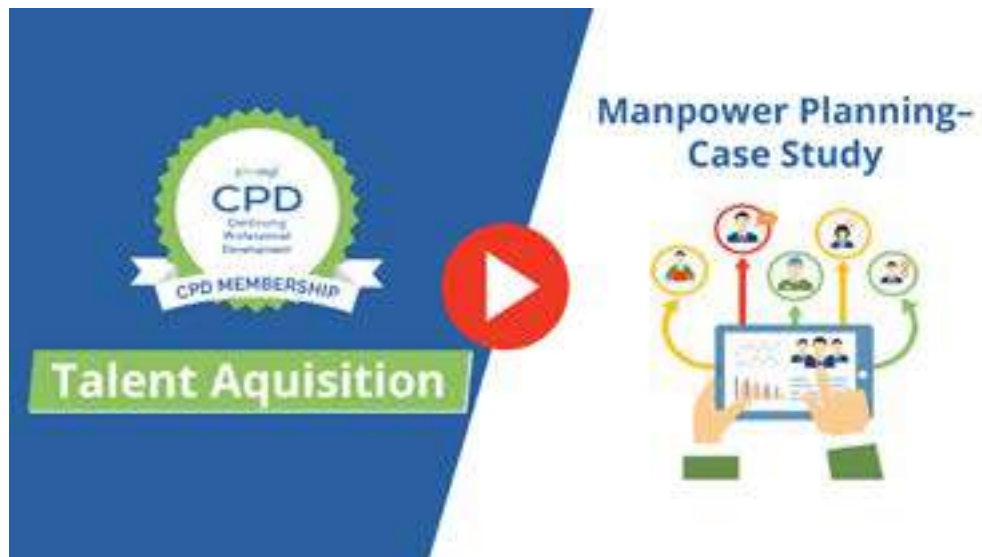 CPD
Continuing
Professional
Development
CPD MEMBERSHIP
Talent Aquisition
Manpower Planning–
Case Study